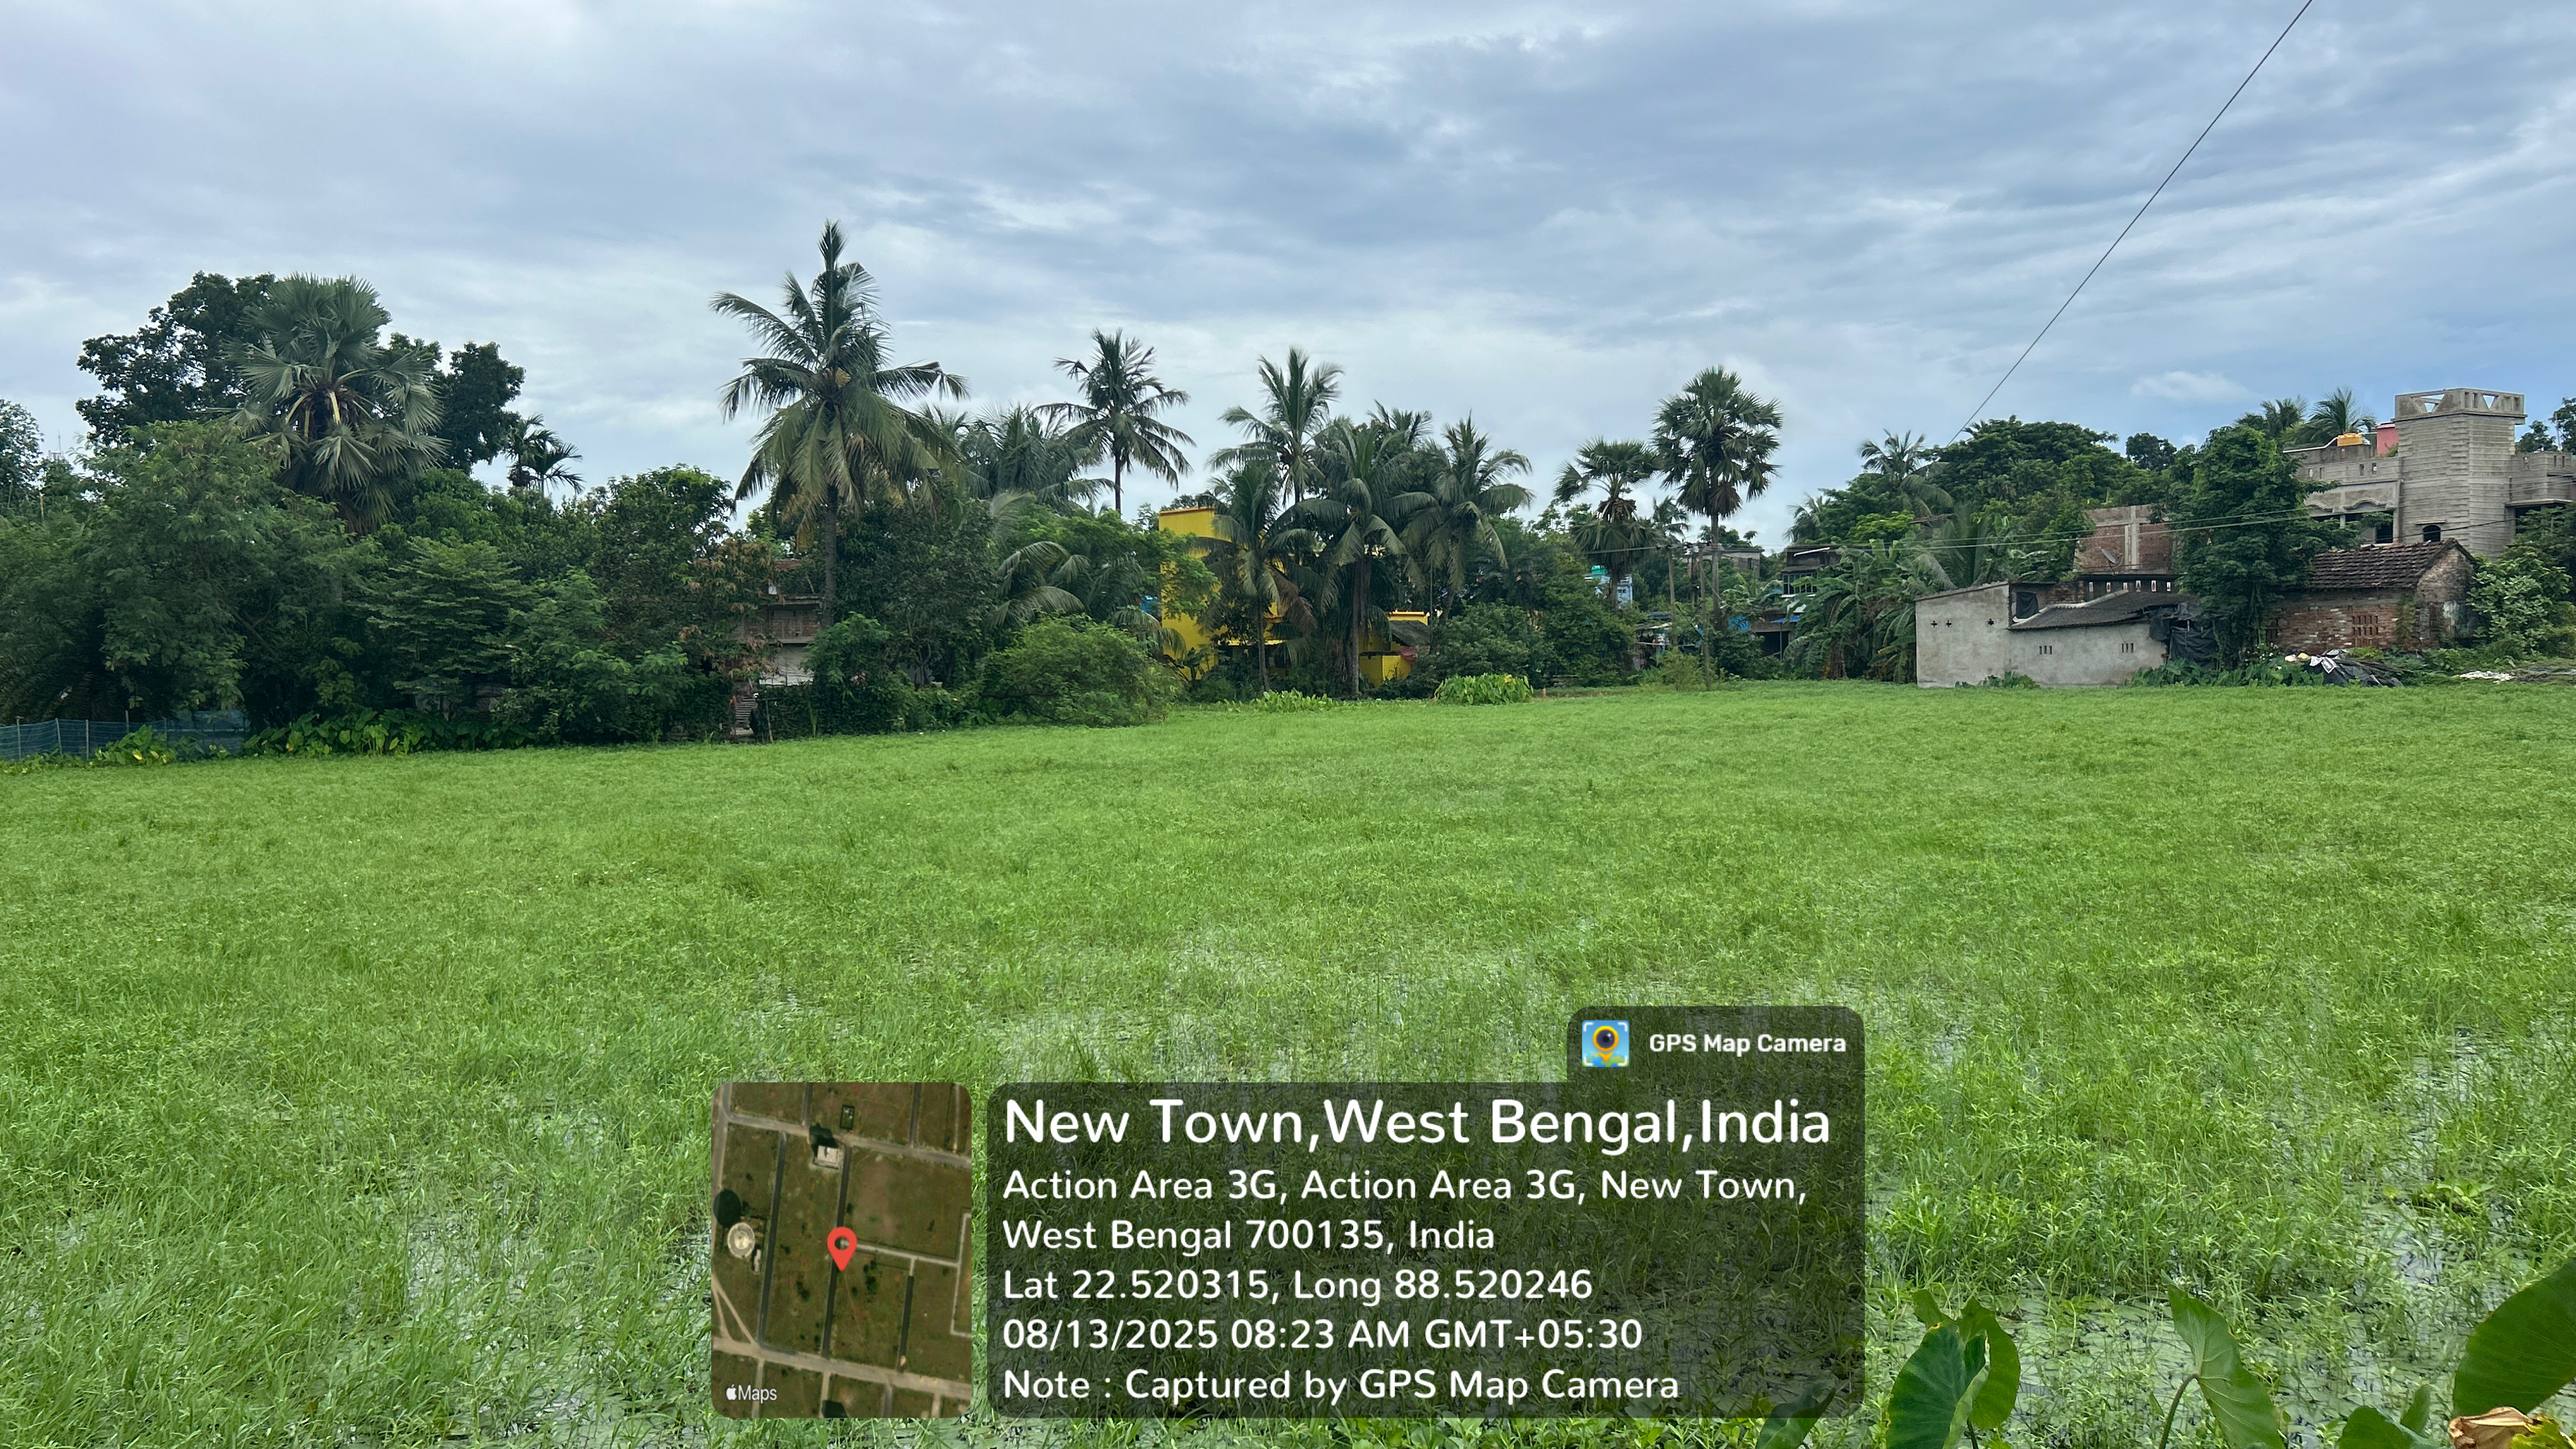 GPS Map Camera
New Town,West Bengal,India
Action Area 3G, Action Area 3G, New Town,
West Bengal 700135, India
Lat 22.520315, Long 88.520246
08/13/2025 08:23 AM GMT+05:30
Note : Captured by GPS Map Camera
Maps